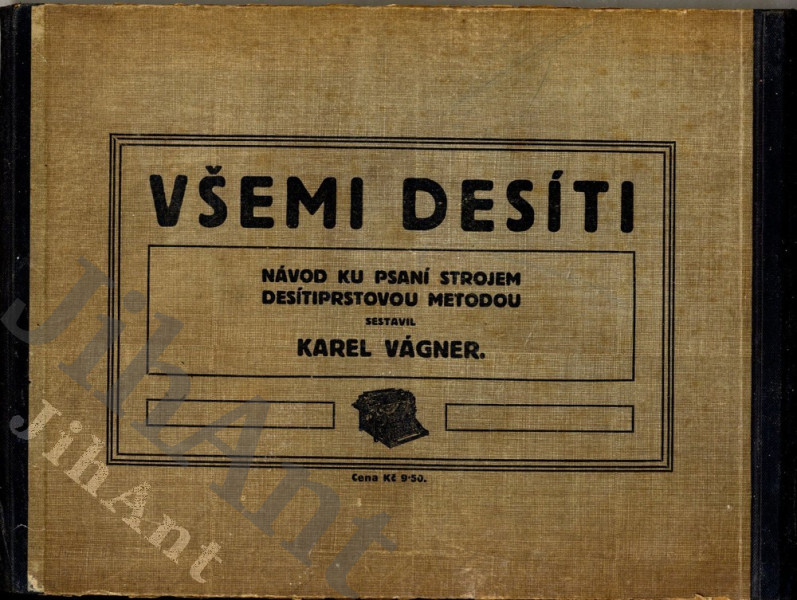 VŠEMI DESÍTI
NÁVOD KU PSANÍ STROJEM
DESÍTIPRSTOVOU METODOU
SESTAVIL
KAREL VÁGNER.
Cena Kč 9·50.
JihAnt
JihAnt